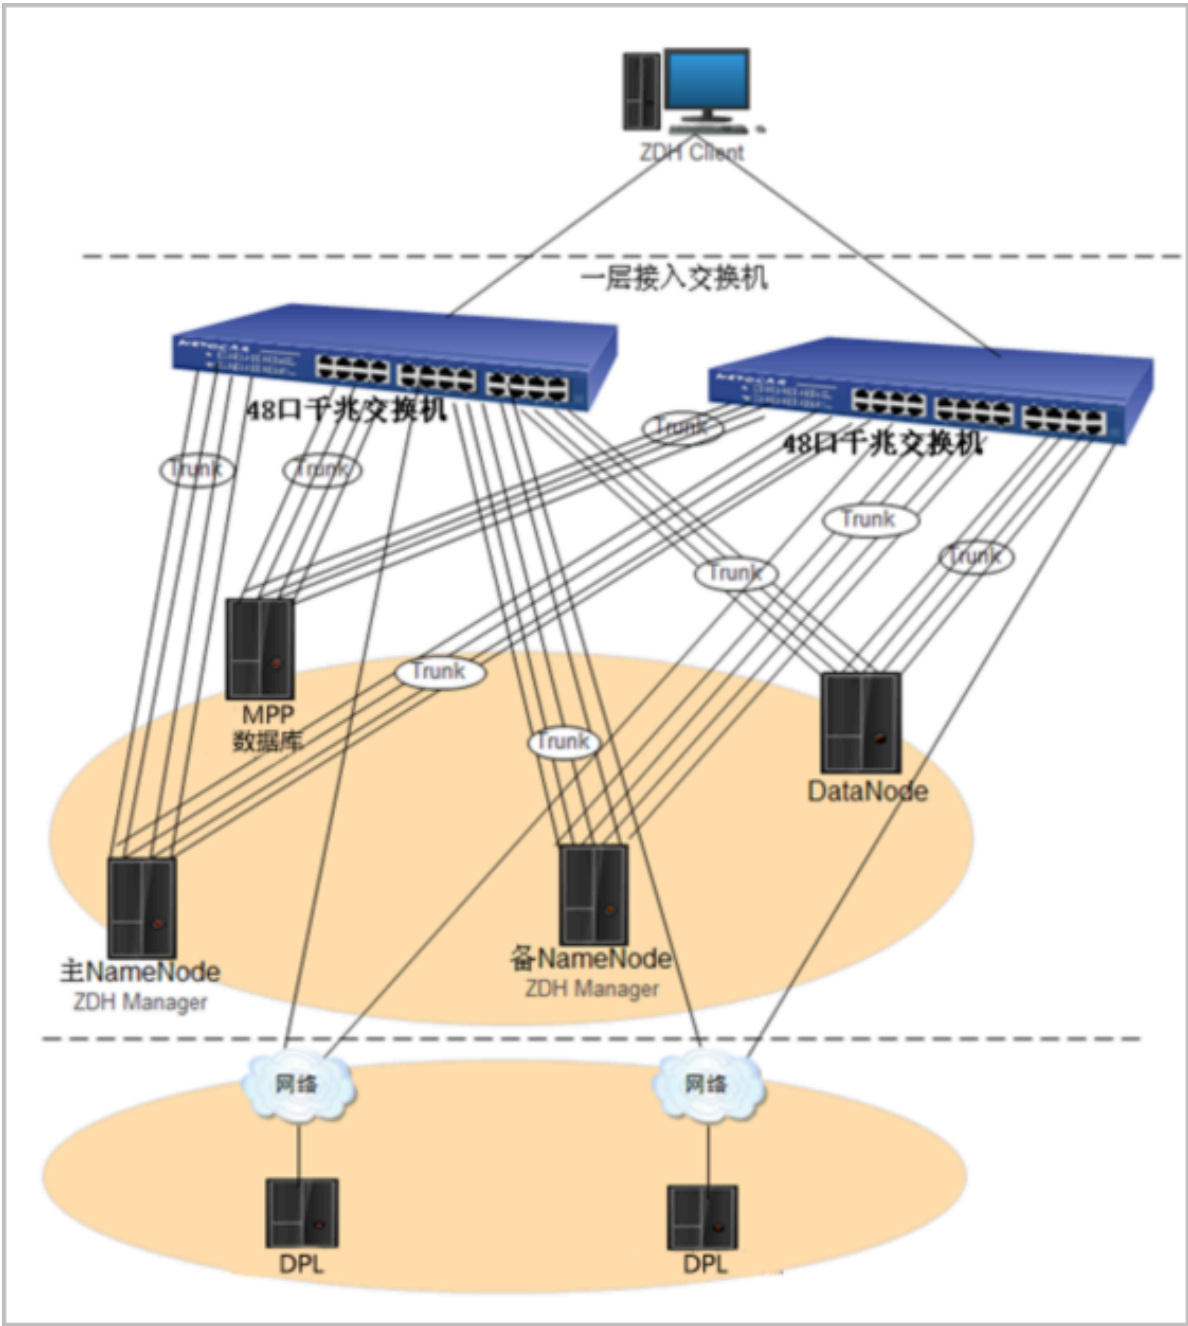 ZDH Client
一层接入交换机
NETGEAR
NETGEAR
48口千兆交换机
48口千兆交换机
Trunk
Trunk
Trunk
Trunk
Trunk
Trunk
Trunk
Trunk
MPP
数据库
DataNode
主NameNode
ZDH Manager
备NameNode
ZDH Manager
网络
网络
DPL
DPL